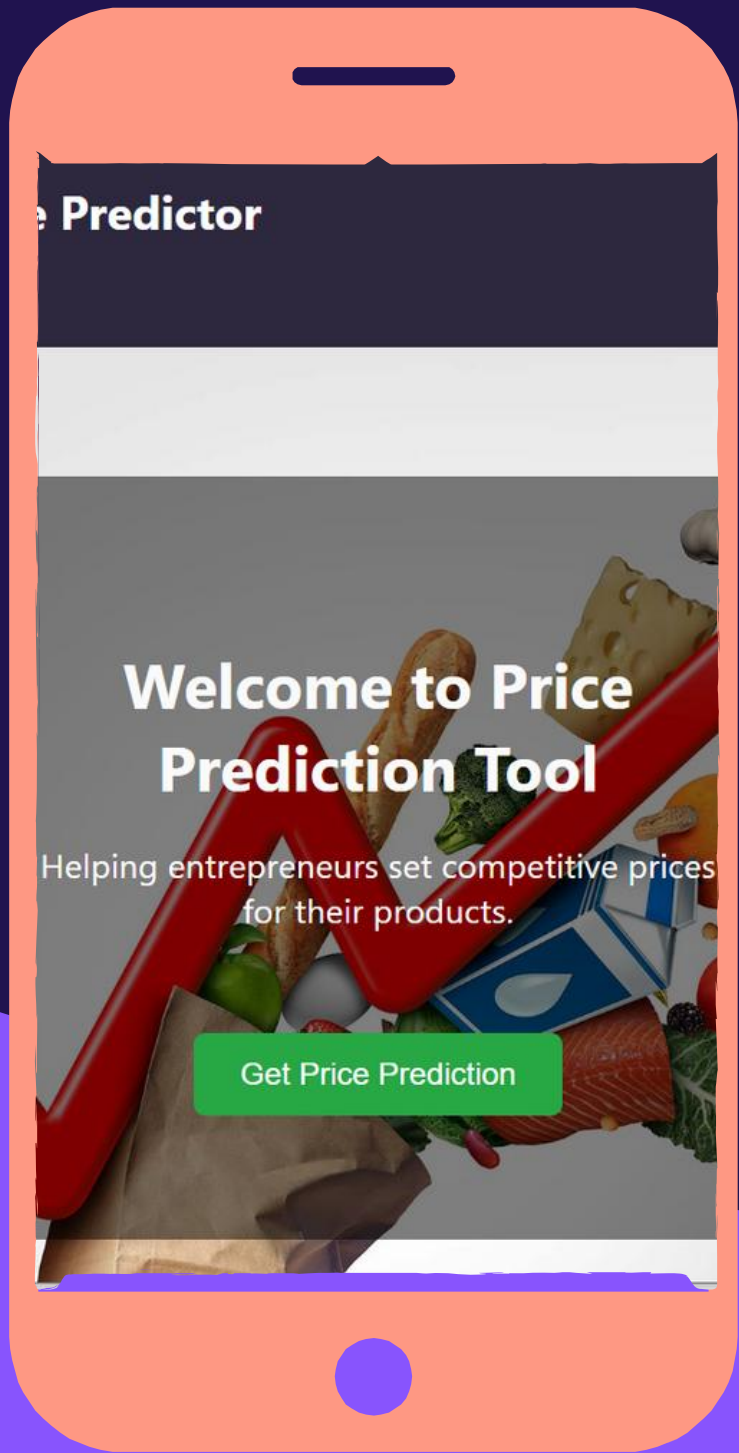 e Predictor
Welcome to Price
Prediction Tool
Helping entrepreneurs set competitive prices
for their products.
Get Price Prediction